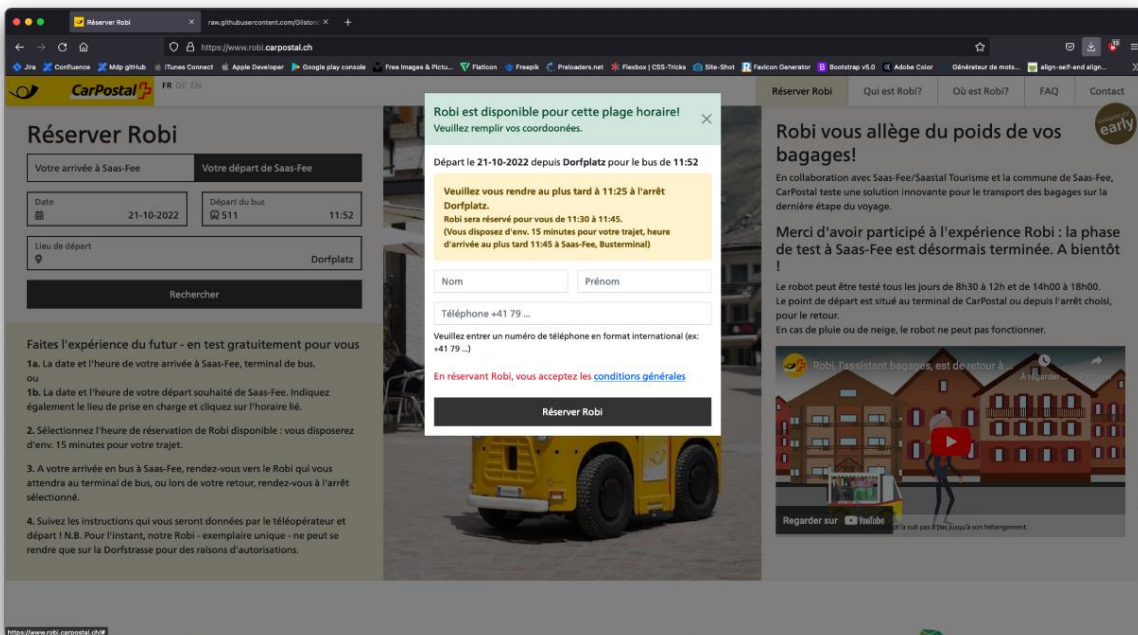 Réserver Robi
raw.githubusercontent.com/Gliston
https://www.robi.carpostal.ch
Jira Confluence Mdp gitHub iTunes Connect Apple Developer Google play console Free Images & Pictu... Flaticon Freepik Preloaders.net Flexbox | CSS-Tricks Site-Shot Favicon Generator Bootstrap v5.0 Adobe Color Générateur de mots... align-self-end align...
CarPostal FR DE EN
Réserver Robi Qui est Robi? Où est Robi? FAQ Contact
Réserver Robi
Votre arrivée à Saas-Fee Votre départ de Saas-Fee
Date Départ du bus
21-10-2022 511 11:52
Lieu de départ
Dorfplatz
Rechercher
Faites l'expérience du futur - en test gratuitement pour vous
1a. La date et l'heure de votre arrivée à Saas-Fee, terminal de bus.
ou
1b. La date et l'heure de votre départ souhaité de Saas-Fee. Indiquez
également le lieu de prise en charge et cliquez sur l'horaire lié.
2. Sélectionnez l'heure de réservation de Robi disponible : vous disposerez
d'env. 15 minutes pour votre trajet.
3. A votre arrivée en bus à Saas-Fee, rendez-vous vers le Robi qui vous
attendra au terminal de bus, ou lors de votre retour, rendez-vous à l'arrêt
sélectionné.
4. Suivez les instructions qui vous seront données par le téléopérateur et
départ ! N.B. Pour l'instant, notre Robi - exemplaire unique - ne peut se
rendre que sur la Dorfstrasse pour des raisons d'autorisations.
Robi est disponible pour cette plage horaire!
Veuillez remplir vos coordoonées.
Départ le 21-10-2022 depuis Dorfplatz pour le bus de 11:52
Veuillez vous rendre au plus tard à 11:25 à l'arrêt
Dorfplatz.
Robi sera réservé pour vous de 11:30 à 11:45.
(Vous disposez d'env. 15 minutes pour votre trajet, heure
d'arrivée au plus tard 11:45 à Saas-Fee, Busterminal)
Nom Prénom
Téléphone +41 79 ...
Veuillez entrer un numéro de téléphone en format international (ex:
+41 79 ...)
En réservant Robi, vous acceptez les conditions générales
Réserver Robi
Robi vous allège du poids de vos
bagages!
early
En collaboration avec Saas-Fee/Saastal Tourisme et la commune de Saas-Fee,
CarPostal teste une solution innovante pour le transport des bagages sur la
dernière étape du voyage.
Merci d'avoir participé à l'expérience Robi : la phase
de test à Saas-Fee est désormais terminée. A bientôt
!
Le robot peut être testé tous les jours de 8h30 à 12h et de 14h00 à 18h00.
Le point de départ est situé au terminal de CarPostal ou depuis l'arrêt choisi,
pour le retour.
En cas de pluie ou de neige, le robot ne peut pas fonctionner.
Robi, l'assistant bagages, est de retour à ...
À regarder ...
Regarder sur YouTube
la suit pas à pas jusqu'à son hébergement.
https://www.robi.carpostal.ch/#